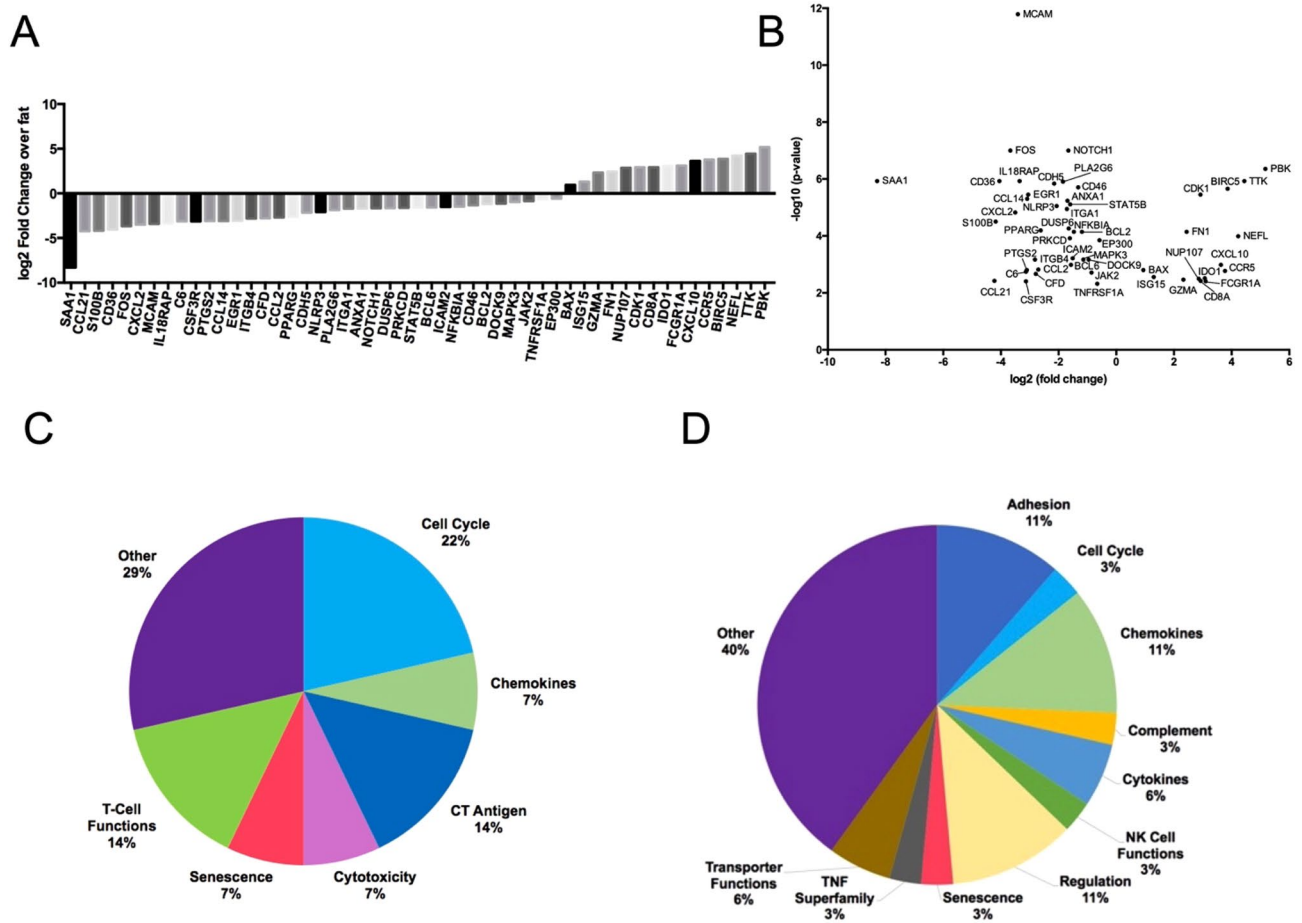 A
log2 Fold Change over fat
10
5
0
-5
-10
SAA1
CCL21
S100B
CD36
FOS
CXCL2
MCAM
IL18RAP
C6
CSF3R
PTGS2
CCL14
EGR1
ITGB4
CFD
CCL2
PPARG
CDH5
NLRP3
PLA2G6
ITGA1
ANXA1
NOTCH1
DUSP6
PRKCD
STAT5B
BCL6
ICAM2
NFKBIA
CD46
BCL2
DOCK9
MAPK3
JAK2
TNFRSF1A
EP300
BAX
ISG15
GZMA
FN1
NUP107
CDK1
CD8A
IDO1
FCGR1A
CXCL10
CCR5
BIRC5
NEFL
TTK
PBK
B
-log10 (p-value)
12
10
8
6
4
2
0
-10
-8
-6
-4
-2
0
2
4
6
log2 (fold change)
MCAM
FOS
NOTCH1
SAA1
CD36
IL18RAP
CDH5
PLA2G6
CD46
CCL14
EGR1
ANXA1
STAT5B
NLRP3
CXCL2
ITGA1
S100B
DUSP6
NFKBIA
PPARG
BCL2
PRKCD
EP300
PTGS2
ITGB4
ICAM2
MAPK3
DOCK9
C6
CCL2
BCL6
JAK2
CCL21
CSF3R
CFD
TNFRSF1A
PBK
BIRC5
TTK
CDK1
FN1
NEFL
NUP107
CXCL10
BAX
IDO1
CCR5
ISG15
GZMA
FCGR1A
CD8A
C
Cell Cycle
22%
Chemokines
7%
CT Antigen
14%
Cytotoxicity
7%
Senescence
7%
T-Cell
Functions
14%
Other
29%
D
Adhesion
11%
Cell Cycle
3%
Chemokines
11%
Complement
3%
Cytokines
6%
NK Cell
Functions
3%
Regulation
11%
Senescence
3%
TNF
Superfamily
3%
Transporter
Functions
6%
Other
40%